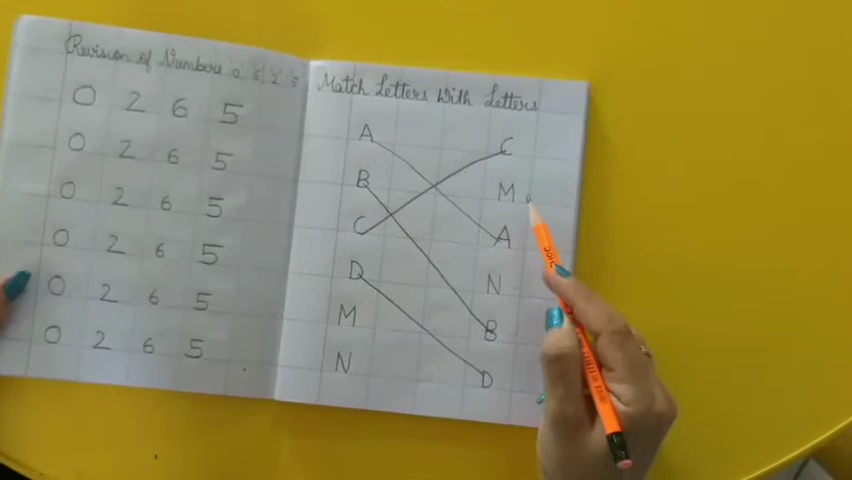 Revision of Numbers '0' '6', '2' '5'
0 2 6 5
0 2 6 5
0 2 6 5
0 2 6 5
0 2 6 5
0 2 6 5
Match Letters With Letters
A C
B M
C A
D N
M B
N D